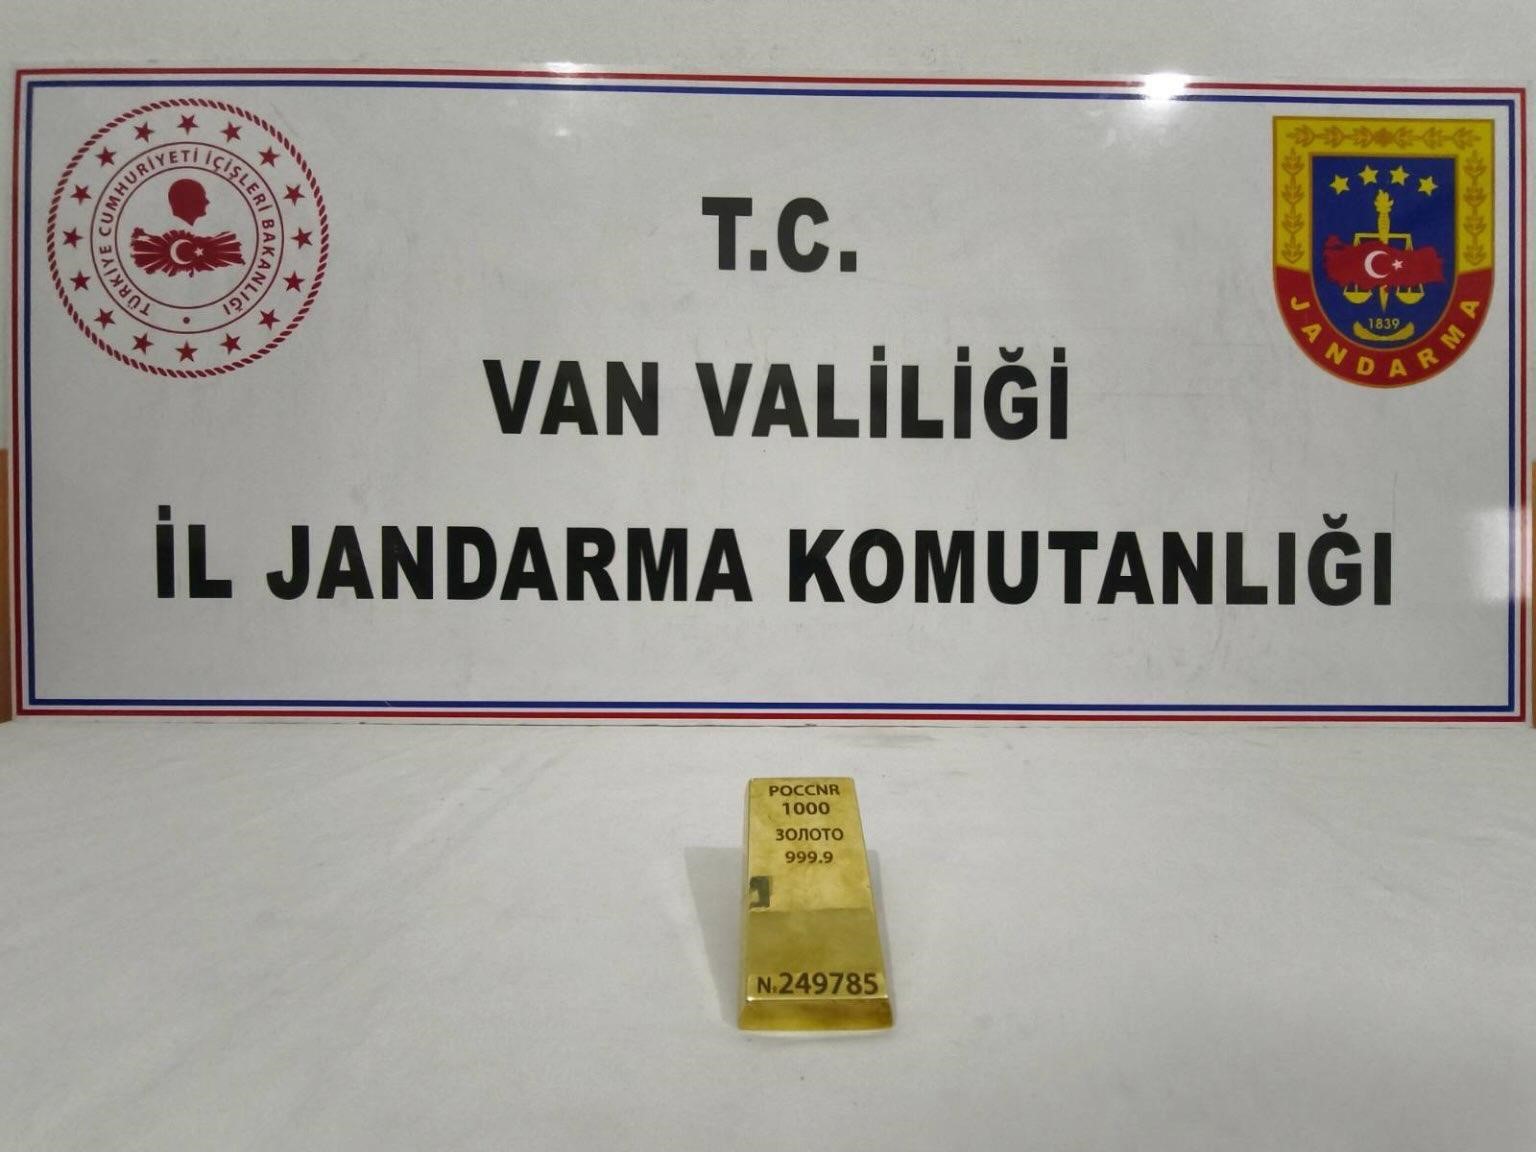 TÜRKİYE CUMHURİYETİ İÇİŞLERİ BAKANLIĞI
T.C.
VAN VALİLİĞİ
İL JANDARMA KOMUTANLIĞI
1839
JANDARMA
POCCNR
1000
ЗОЛОТО
999.9
№249785